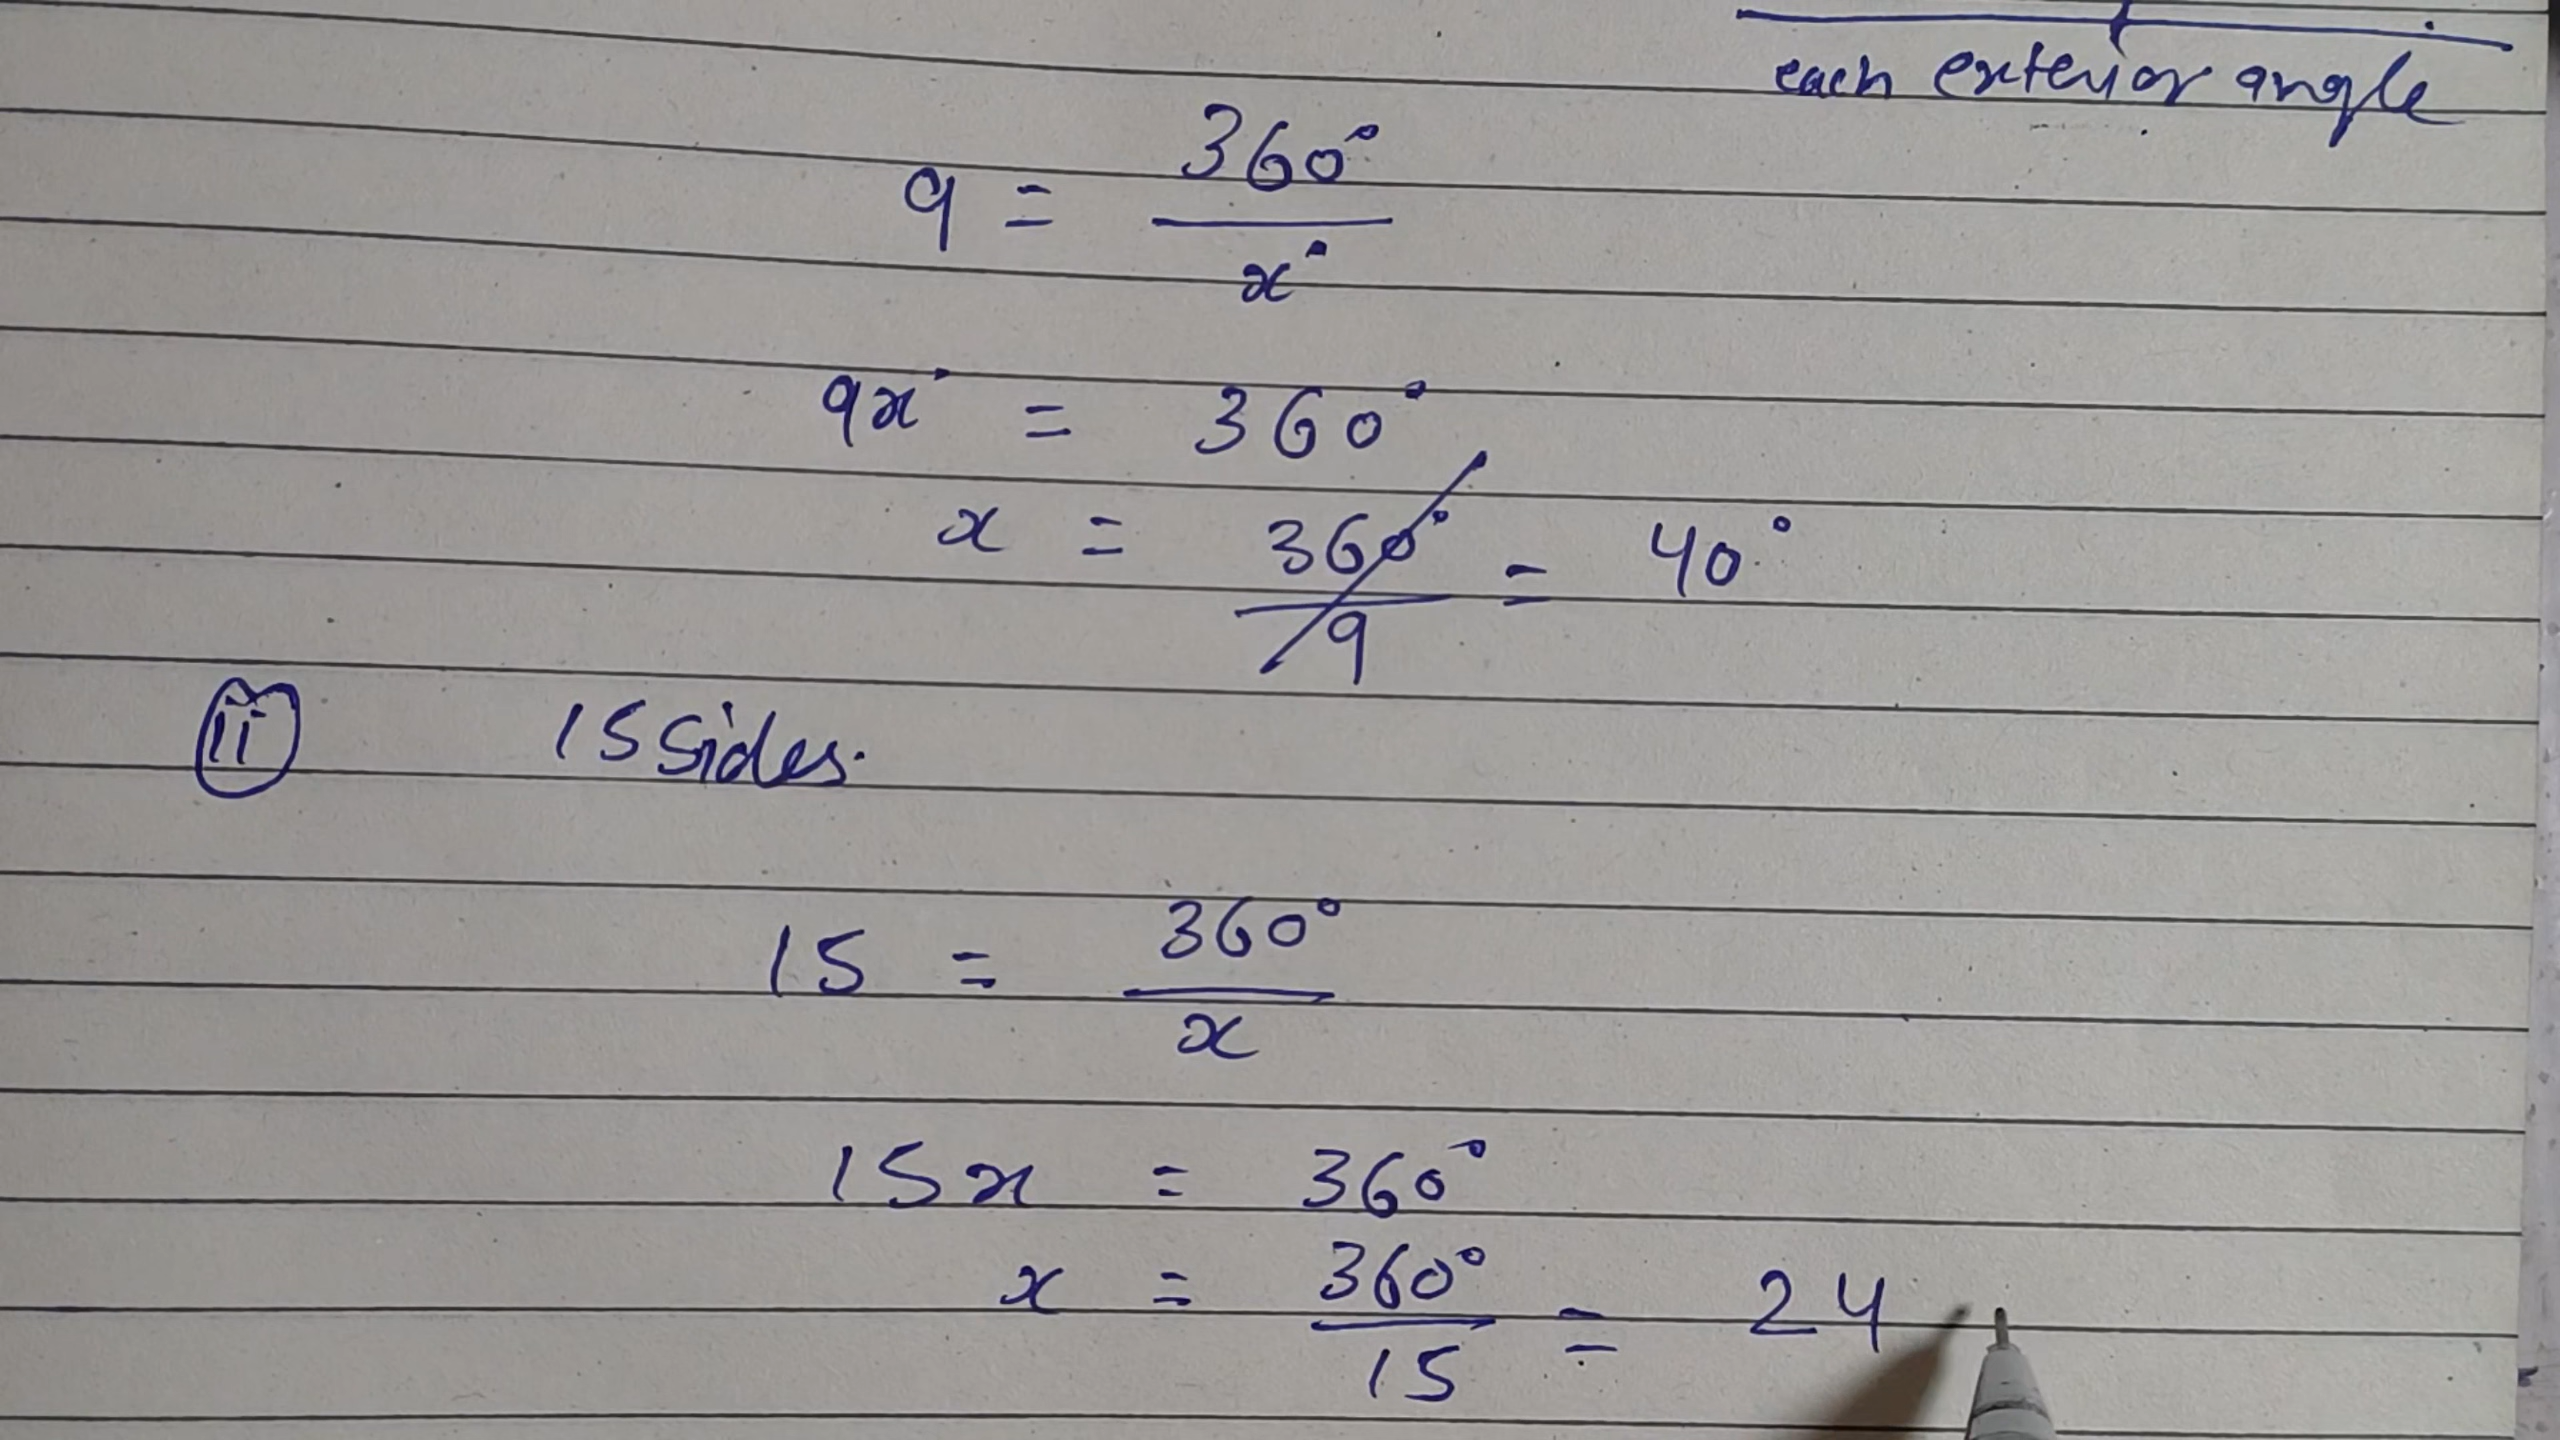 each exterior angle
9 = 360° / x°
9x° = 360°
x = 360° / 9 = 40°
ii 15 sides.
15 = 360° / x
15x = 360°
x = 360° / 15 = 24